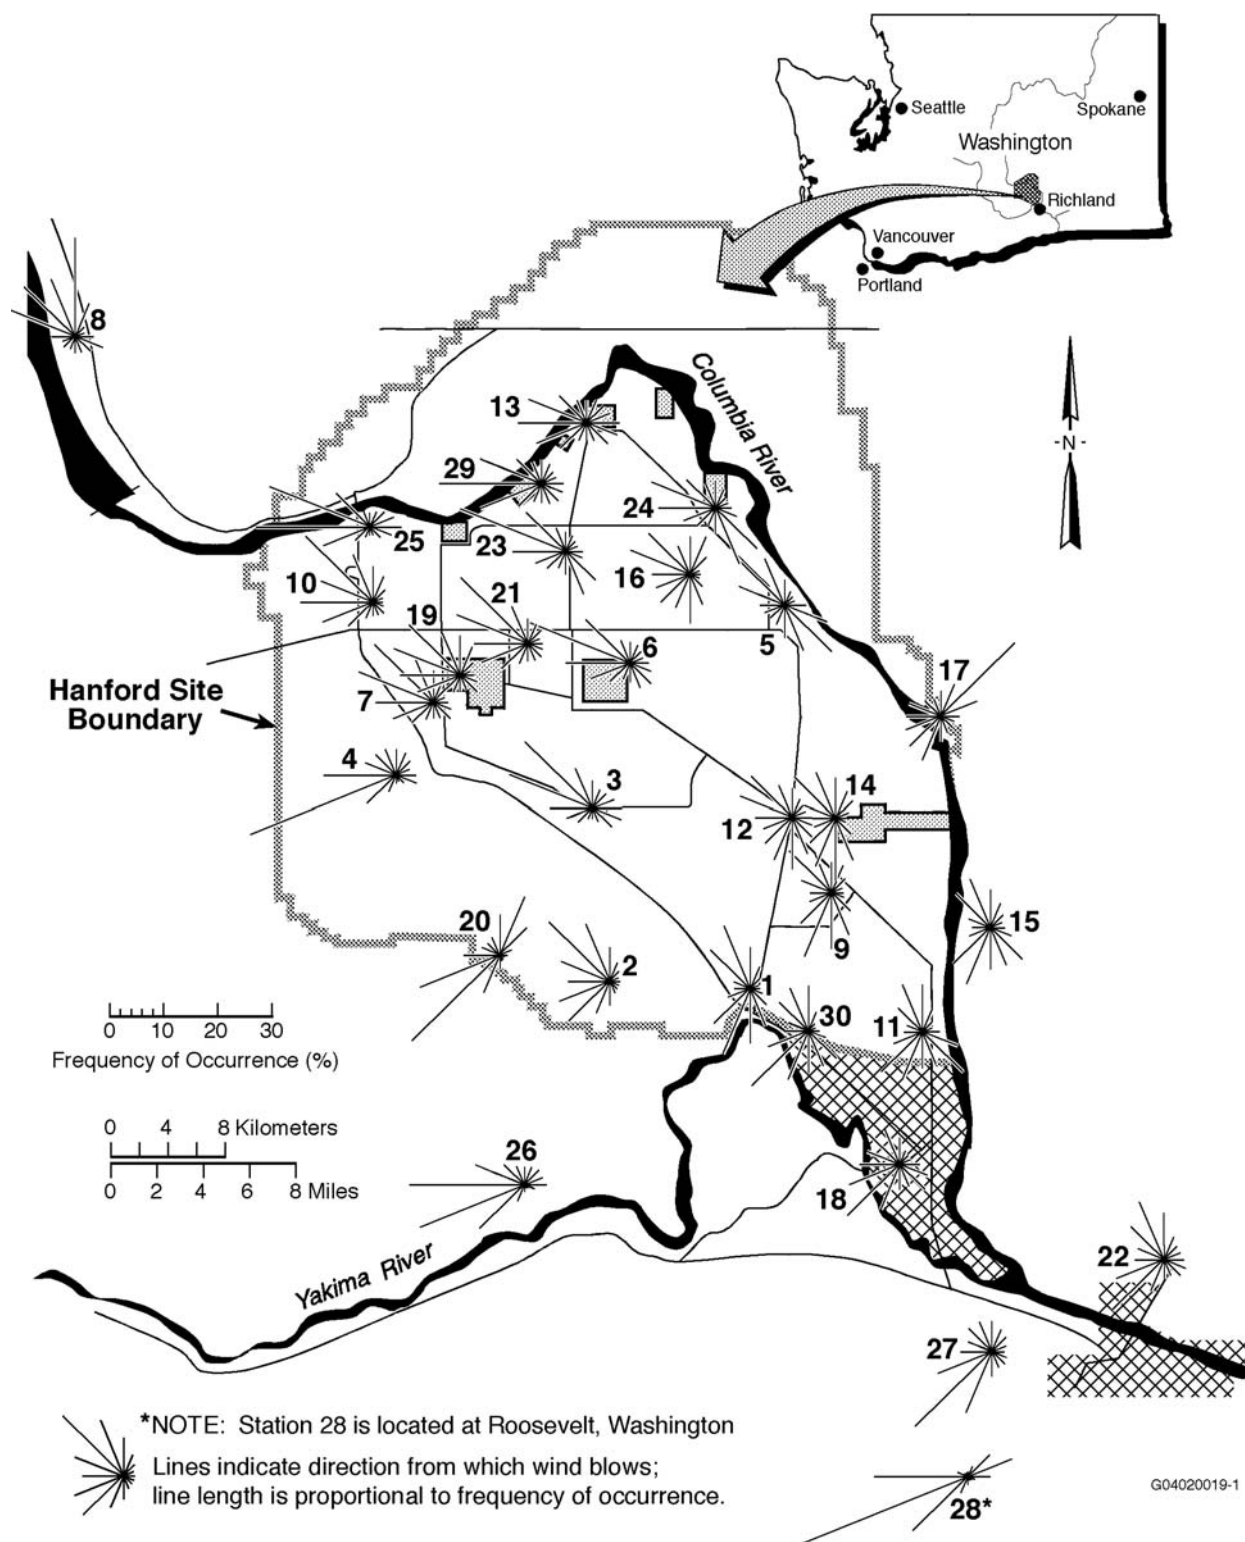 Seattle
Spokane
Washington
Richland
Vancouver
Portland
8
-N-
Columbia River
13
29
24
25
23
16
10
21
19
5
6
17
Hanford Site
Boundary
7
4
3
14
12
20
15
9
2
1
30
11
0 10 20 30
Frequency of Occurrence (%)
0 4 8 Kilometers
0 2 4 6 8 Miles
26
18
Yakima River
22
27
*NOTE: Station 28 is located at Roosevelt, Washington
Lines indicate direction from which wind blows;
line length is proportional to frequency of occurrence.
28*
G04020019-1